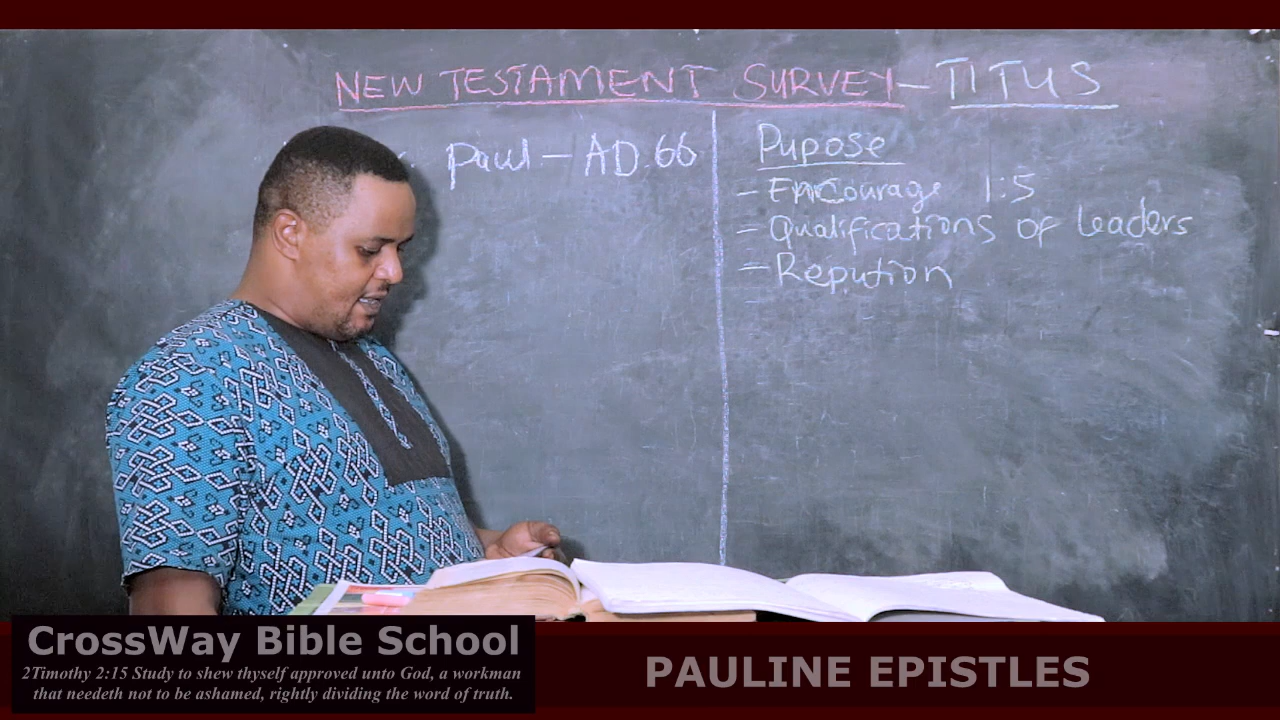 NEW TESTAMENT SURVEY - TITUS
Paul - AD.66
Pupose
- Encourage 1:5
- Qualifications of leaders
- Repution
CrossWay Bible School
2Timothy 2:15 Study to shew thyself approved unto God, a workman
that needeth not to be ashamed, rightly dividing the word of truth.
PAULINE EPISTLES